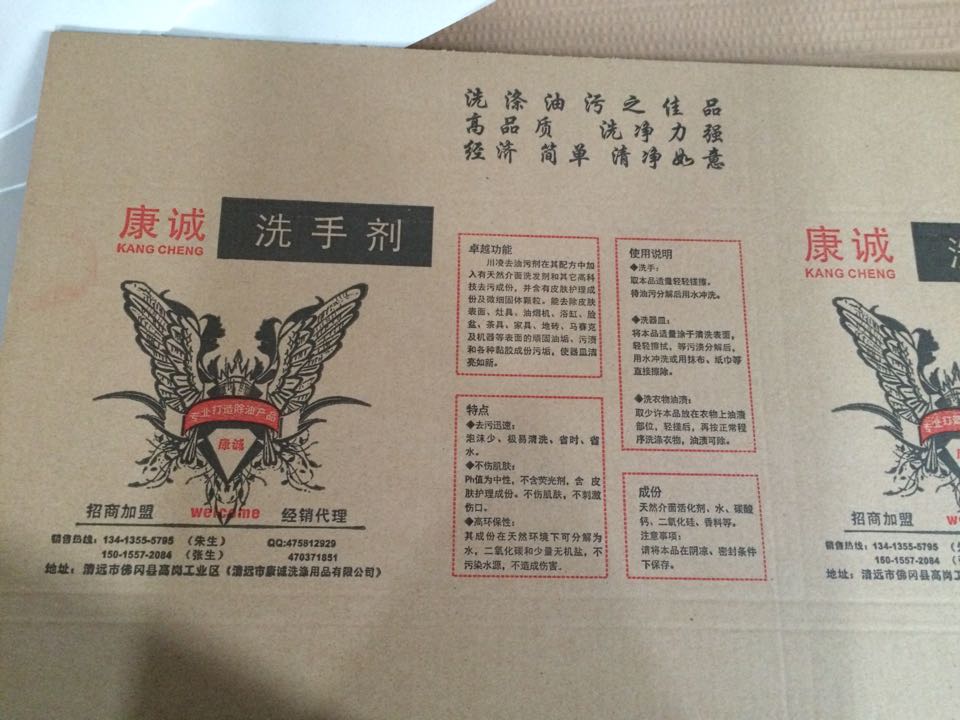 洗涤油污之佳品
高品质 洗净力强
经济 简单 清净如意
康诚 洗手剂
KANG CHENG
专业打造除油产品
康诚
招商加盟 welcome 经销代理
销售热线：134-1355-5795 （朱生） QQ:475812929
150-1557-2084 （张生） 470371851
地址：清远市佛冈县高岗工业区《清远市康诚洗涤用品有限公司》
卓越功能
川凌去油污剂在其配方中加
入有天然介面洗发剂和其它高科
技去污成份，并含有皮肤护理成
份及微细固体颗粒。能去除皮肤
表面、灶具、油烟机、浴缸、脸
盆、茶具、家具、地砖、马赛克
及机器等表面的顽固油垢、污渍
和各种黏胶成份污垢，使器皿洁
亮如新。
特点
◆去污迅速：
泡沫少、极易清洗、省时、省
水。
◆不伤肌肤：
Ph值为中性，不含荧光剂，含 皮
肤护理成份。不伤肌肤，不刺激
伤口。
◆高环保性：
其成份在天然环境下可分解为
水，二氧化碳和少量无机盐，不
污染水源，不造成伤害。
使用说明
◆洗手：
取本品适量轻轻搓擦，
待油污分解后用水冲洗。
◆洗器皿：
将本品适量涂于清洗表面，
轻轻擦拭，等污渍分解后，
用水冲洗或用抹布、纸巾等
直接擦除。
◆洗衣物油渍：
取少许本品放在衣物上油渍
部位，轻搓后，再按正常程
序洗涤衣物，油渍可除。
成份
天然介面活化剂、水、碳酸
钙、二氧化硅、香料等。
注意事项：
请将本品在阴凉、密封条件
下保存。
康诚
KANG CHENG
专业打造除
康
招商加盟 w
销售热线：134-1355-5795 （朱
150-1557-2084 （
地址：清远市佛冈县高岗工业